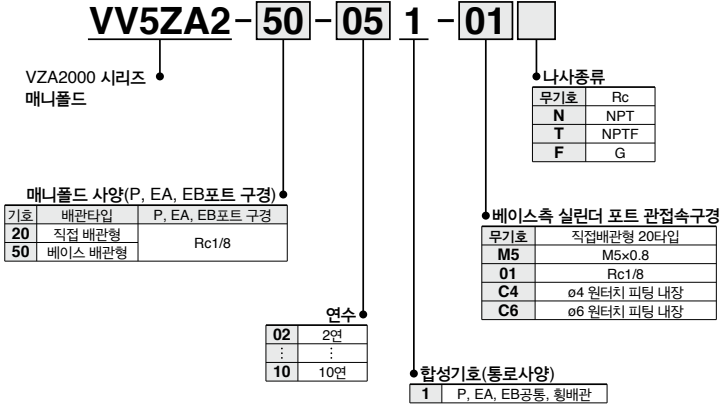 VV5ZA2-50-05 1-01
VZA2000 시리즈
매니폴드
나사종류
무기호 Rc
N NPT
T NPTF
F G
매니폴드 사양(P, EA, EB포트 구경)
기호 배관타입 P, EA, EB포트 구경
20 직접 배관형 Rc1/8
50 베이스 배관형
베이스측 실린더 포트 관접속구경
무기호 직접배관형 20타입
M5 M5×0.8
01 Rc1/8
C4 ø4 원터치 피팅 내장
C6 ø6 원터치 피팅 내장
연수
02 2연
⋮ ⋮
10 10연
합성기호(통로사양)
1 P, EA, EB공통, 횡배관